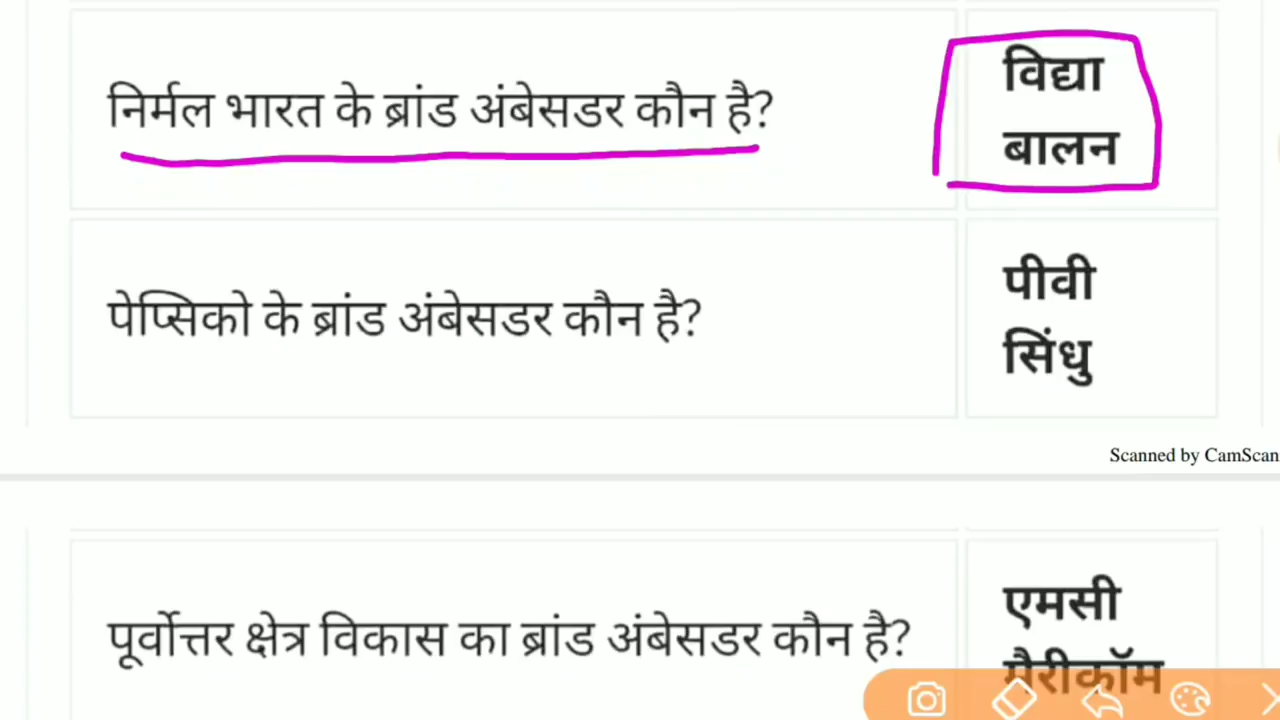 निर्मल भारत के ब्रांड अंबेसडर कौन है?
विद्या
बालन
पेप्सिको के ब्रांड अंबेसडर कौन है?
पीवी
सिंधु
Scanned by CamScan
पूर्वोत्तर क्षेत्र विकास का ब्रांड अंबेसडर कौन है?
एमसी
मैरीकॉम